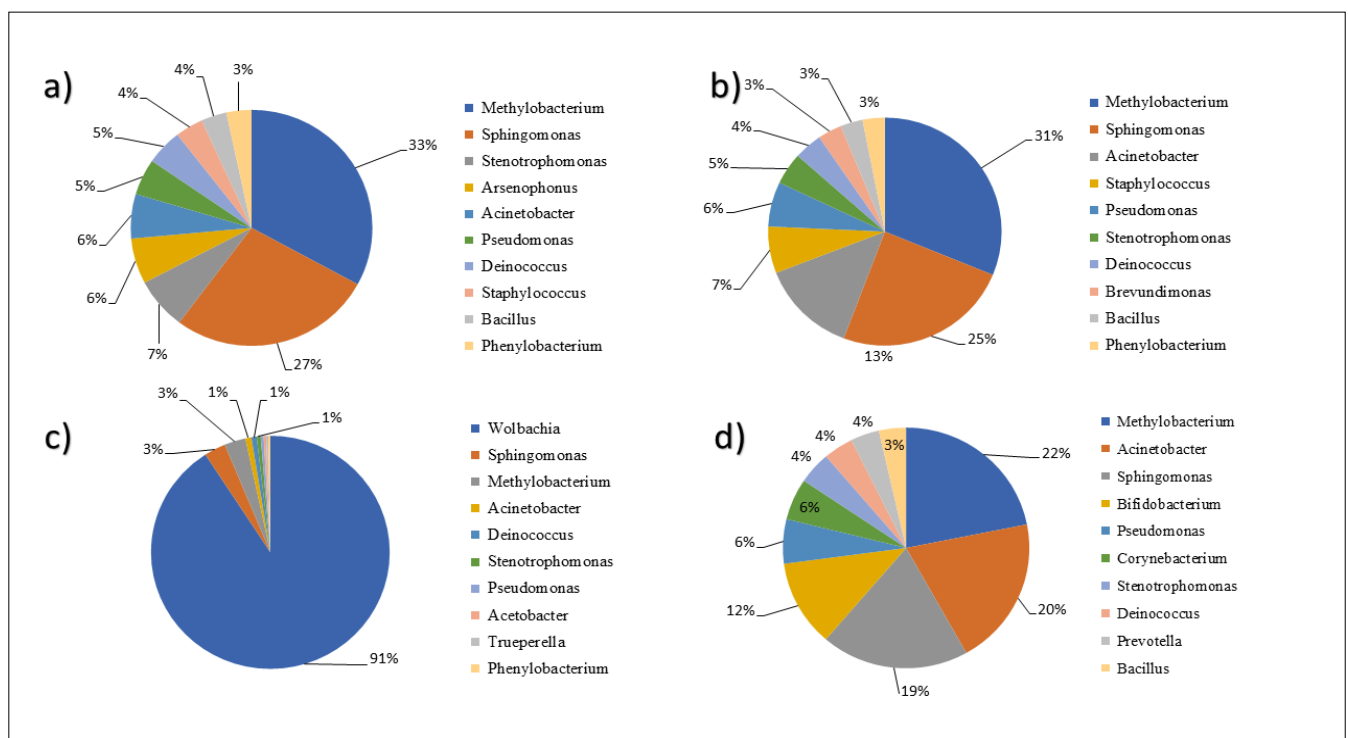 a)
3%
4%
4%
5%
5%
6%
6%
7%
27%
33%
Methylobacterium
Sphingomonas
Stenotrophomonas
Arsenophonus
Acinetobacter
Pseudomonas
Deinococcus
Staphylococcus
Bacillus
Phenylobacterium
b)
3%
3%
3%
4%
5%
6%
7%
13%
25%
31%
Methylobacterium
Sphingomonas
Acinetobacter
Staphylococcus
Pseudomonas
Stenotrophomonas
Deinococcus
Brevundimonas
Bacillus
Phenylobacterium
c)
3%
3%
1%
1%
1%
91%
Wolbachia
Sphingomonas
Methylobacterium
Acinetobacter
Deinococcus
Stenotrophomonas
Pseudomonas
Acetobacter
Trueperella
Phenylobacterium
d)
3%
4%
4%
4%
6%
6%
12%
19%
20%
22%
Methylobacterium
Acinetobacter
Sphingomonas
Bifidobacterium
Pseudomonas
Corynebacterium
Stenotrophomonas
Deinococcus
Prevotella
Bacillus